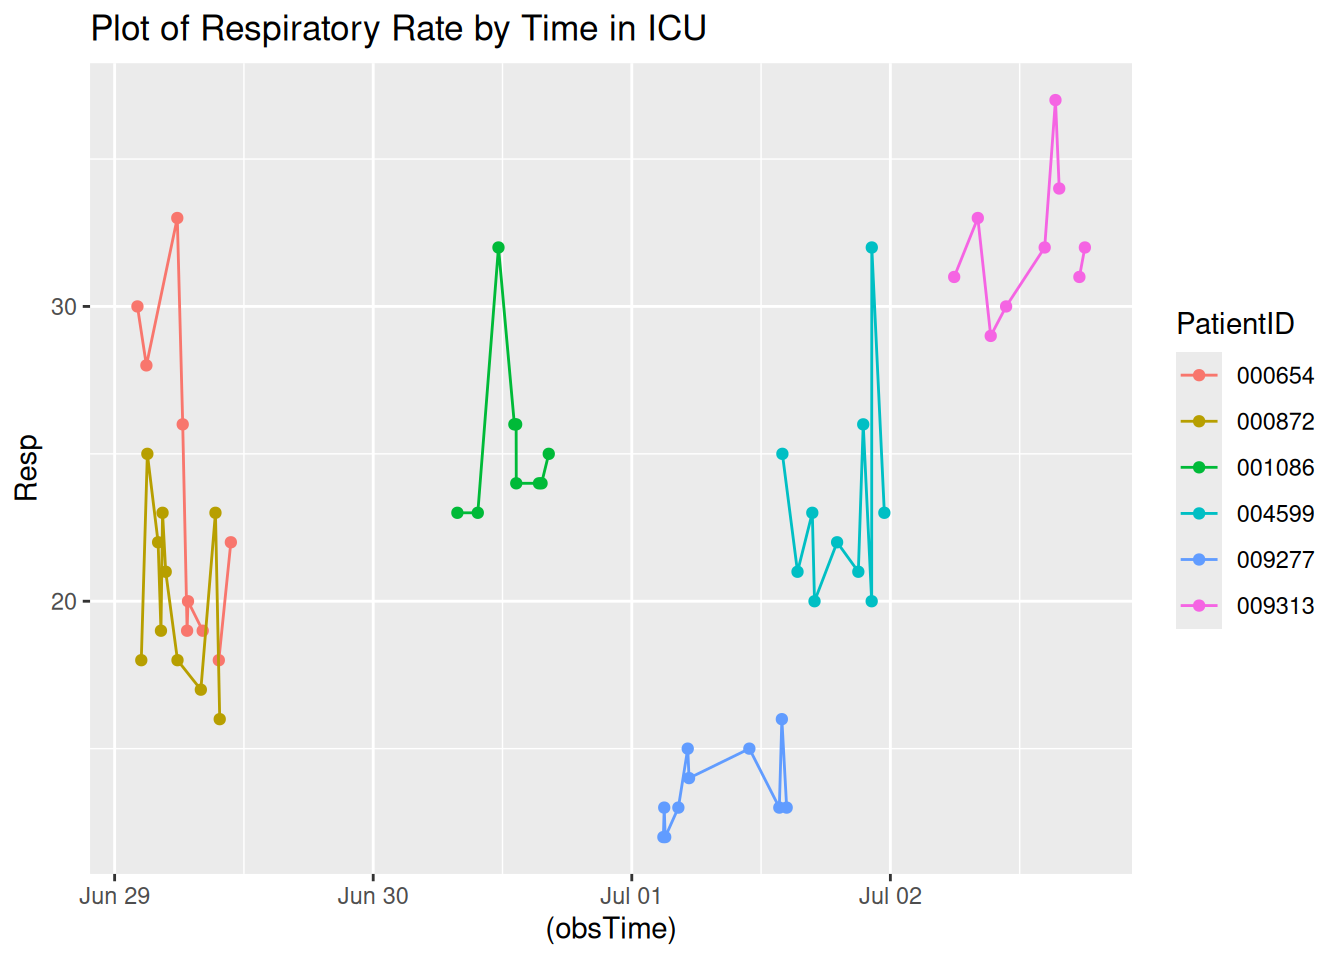 Plot of Respiratory Rate by Time in ICU
Resp
30
20
Jun 29
Jun 30
Jul 01
Jul 02
(obsTime)
PatientID
000654
000872
001086
004599
009277
009313